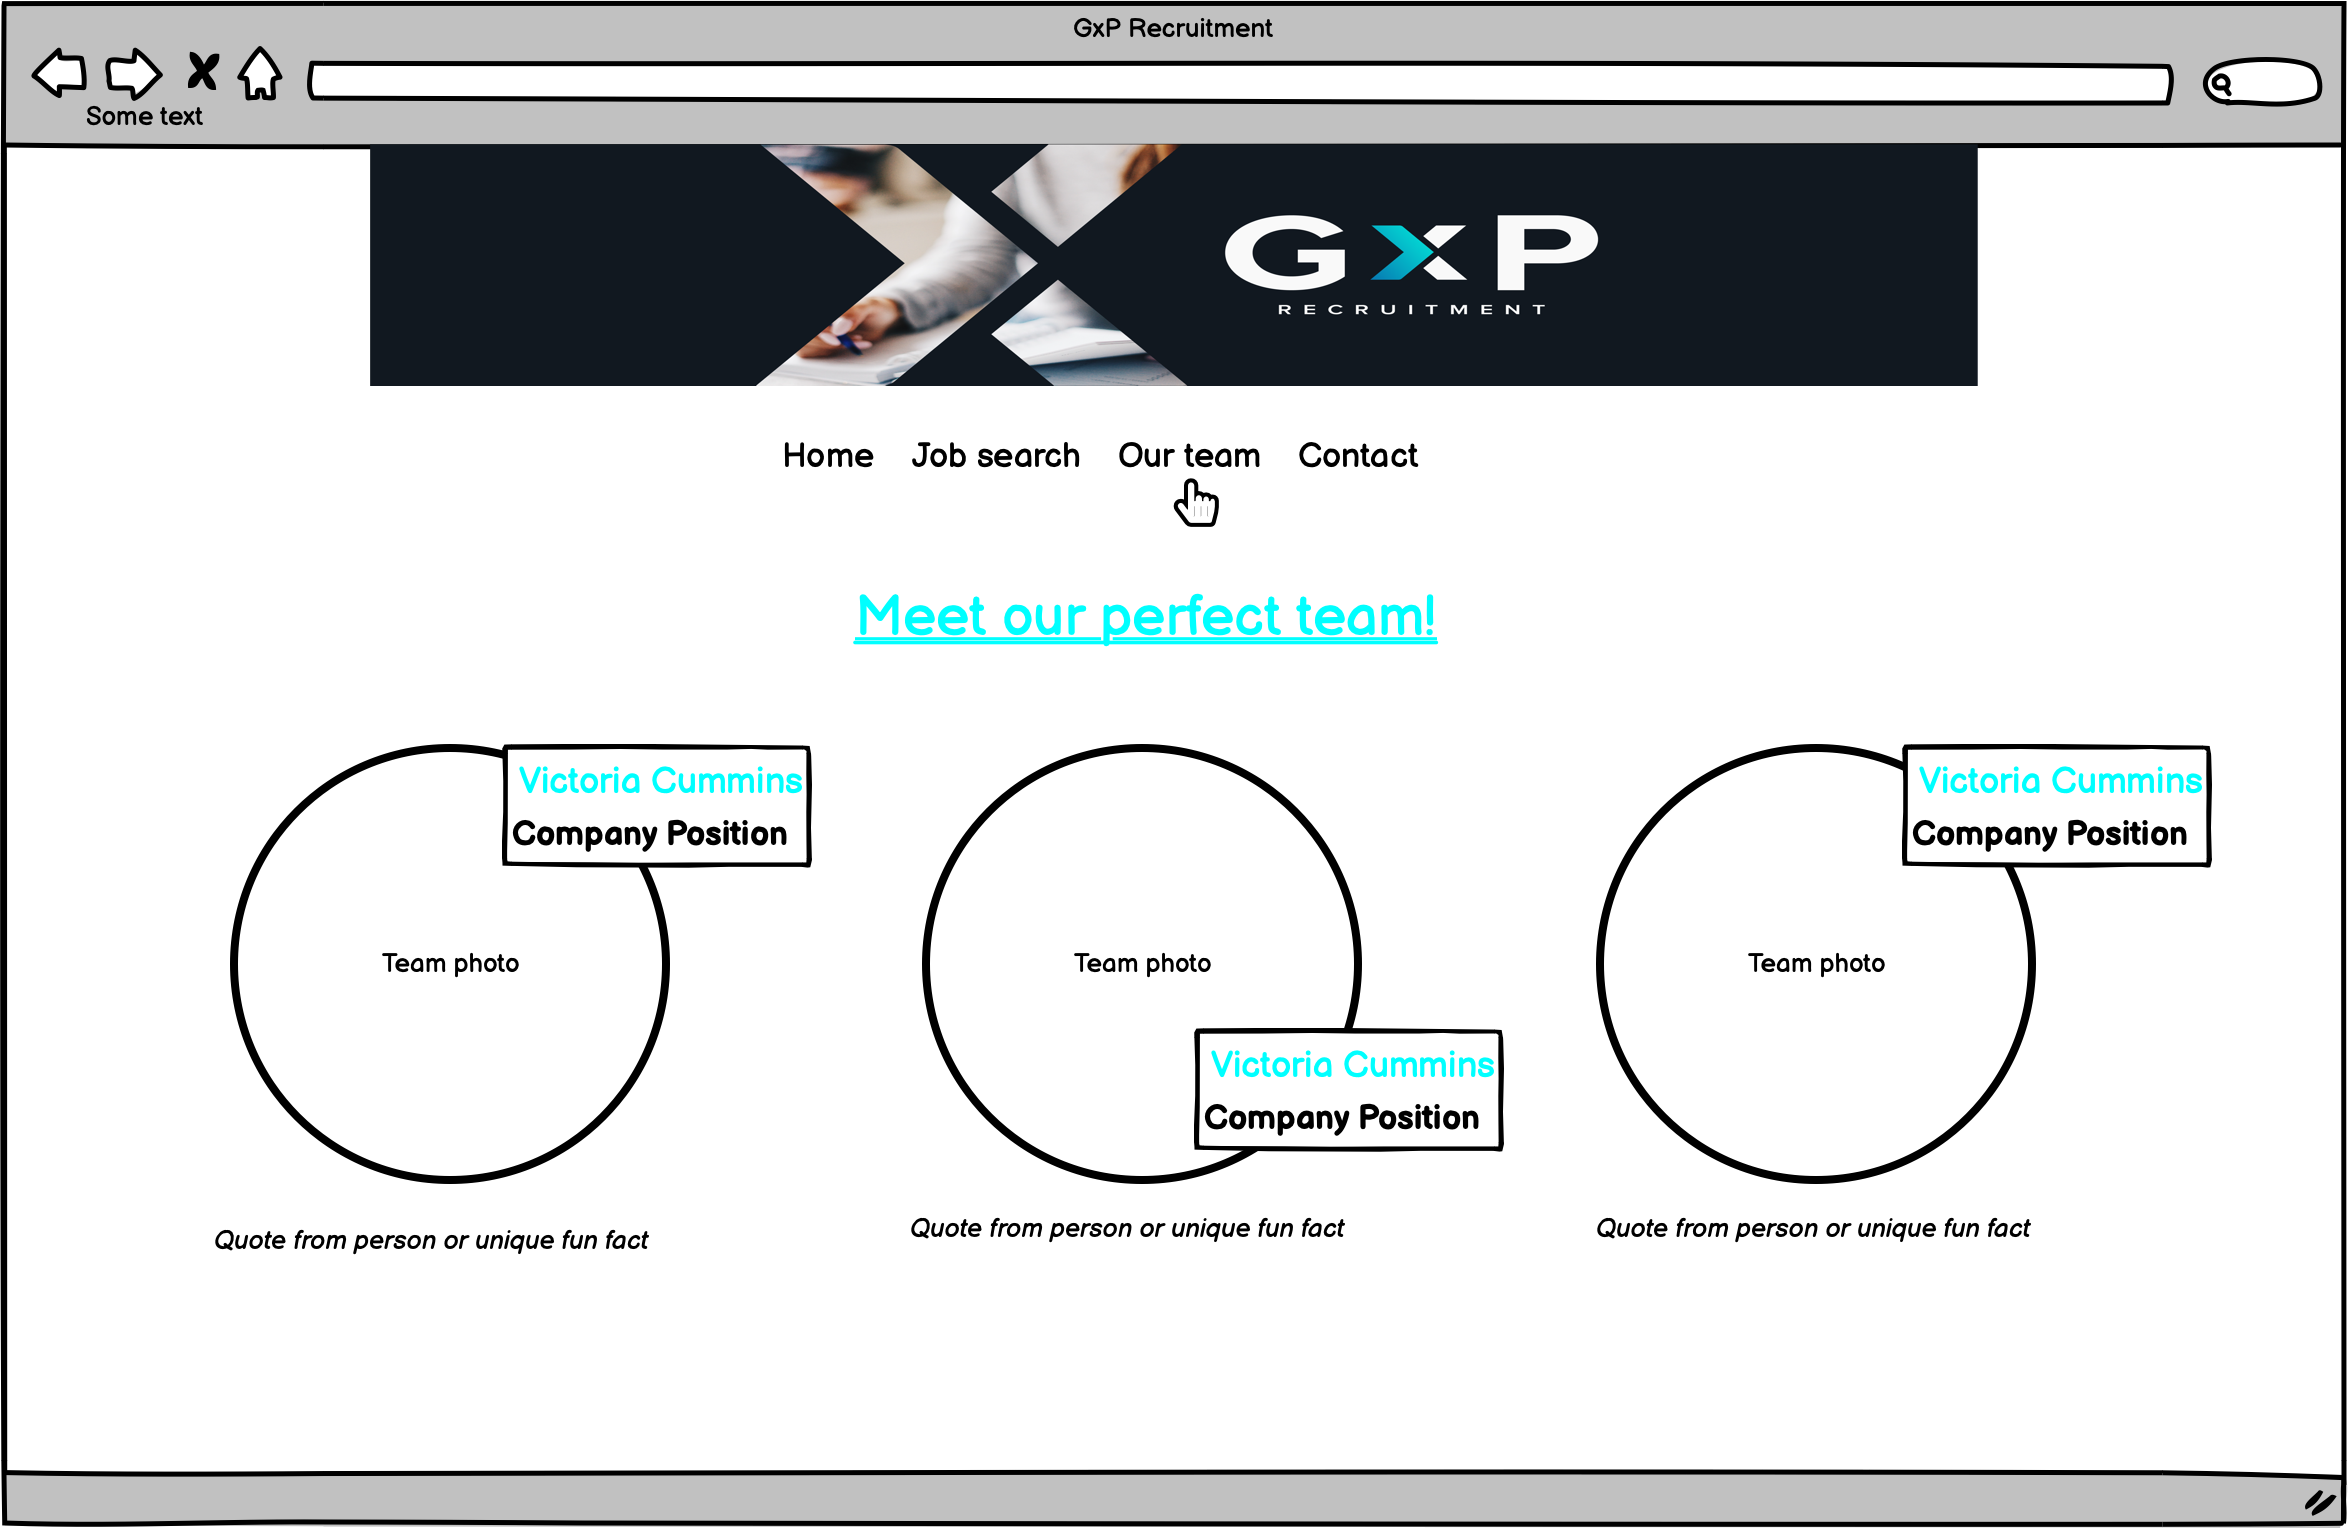 GxP Recruitment
Some text
GxP
RECRUITMENT
Home Job search Our team Contact
Meet our perfect team!
Victoria Cummins
Company Position
Team photo
Quote from person or unique fun fact
Team photo
Victoria Cummins
Company Position
Quote from person or unique fun fact
Victoria Cummins
Company Position
Team photo
Quote from person or unique fun fact